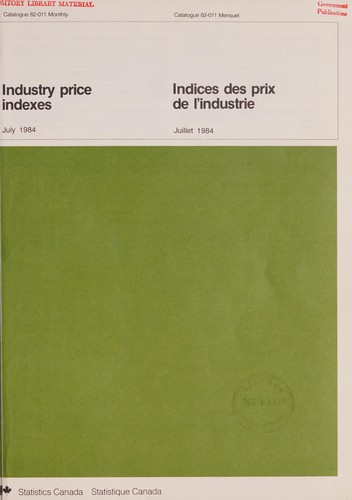 SITORY LIBRARY MATERIAL
Government
Publications
Catalogue 62-011 Monthly
Catalogue 62-011 Mensuel
Industry price
indexes
Indices des prix
de l'industrie
July 1984
Juillet 1984
OCT
Statistics Canada Statistique Canada